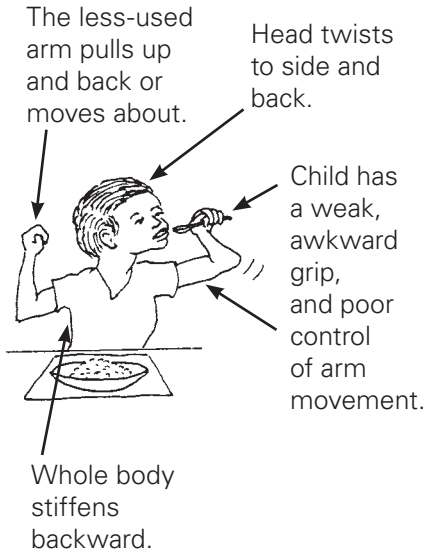 The less-used
arm pulls up
and back or
moves about.
Head twists
to side and
back.
Child has
a weak,
awkward
grip,
and poor
control
of arm
movement.
Whole body
stiffens
backward.